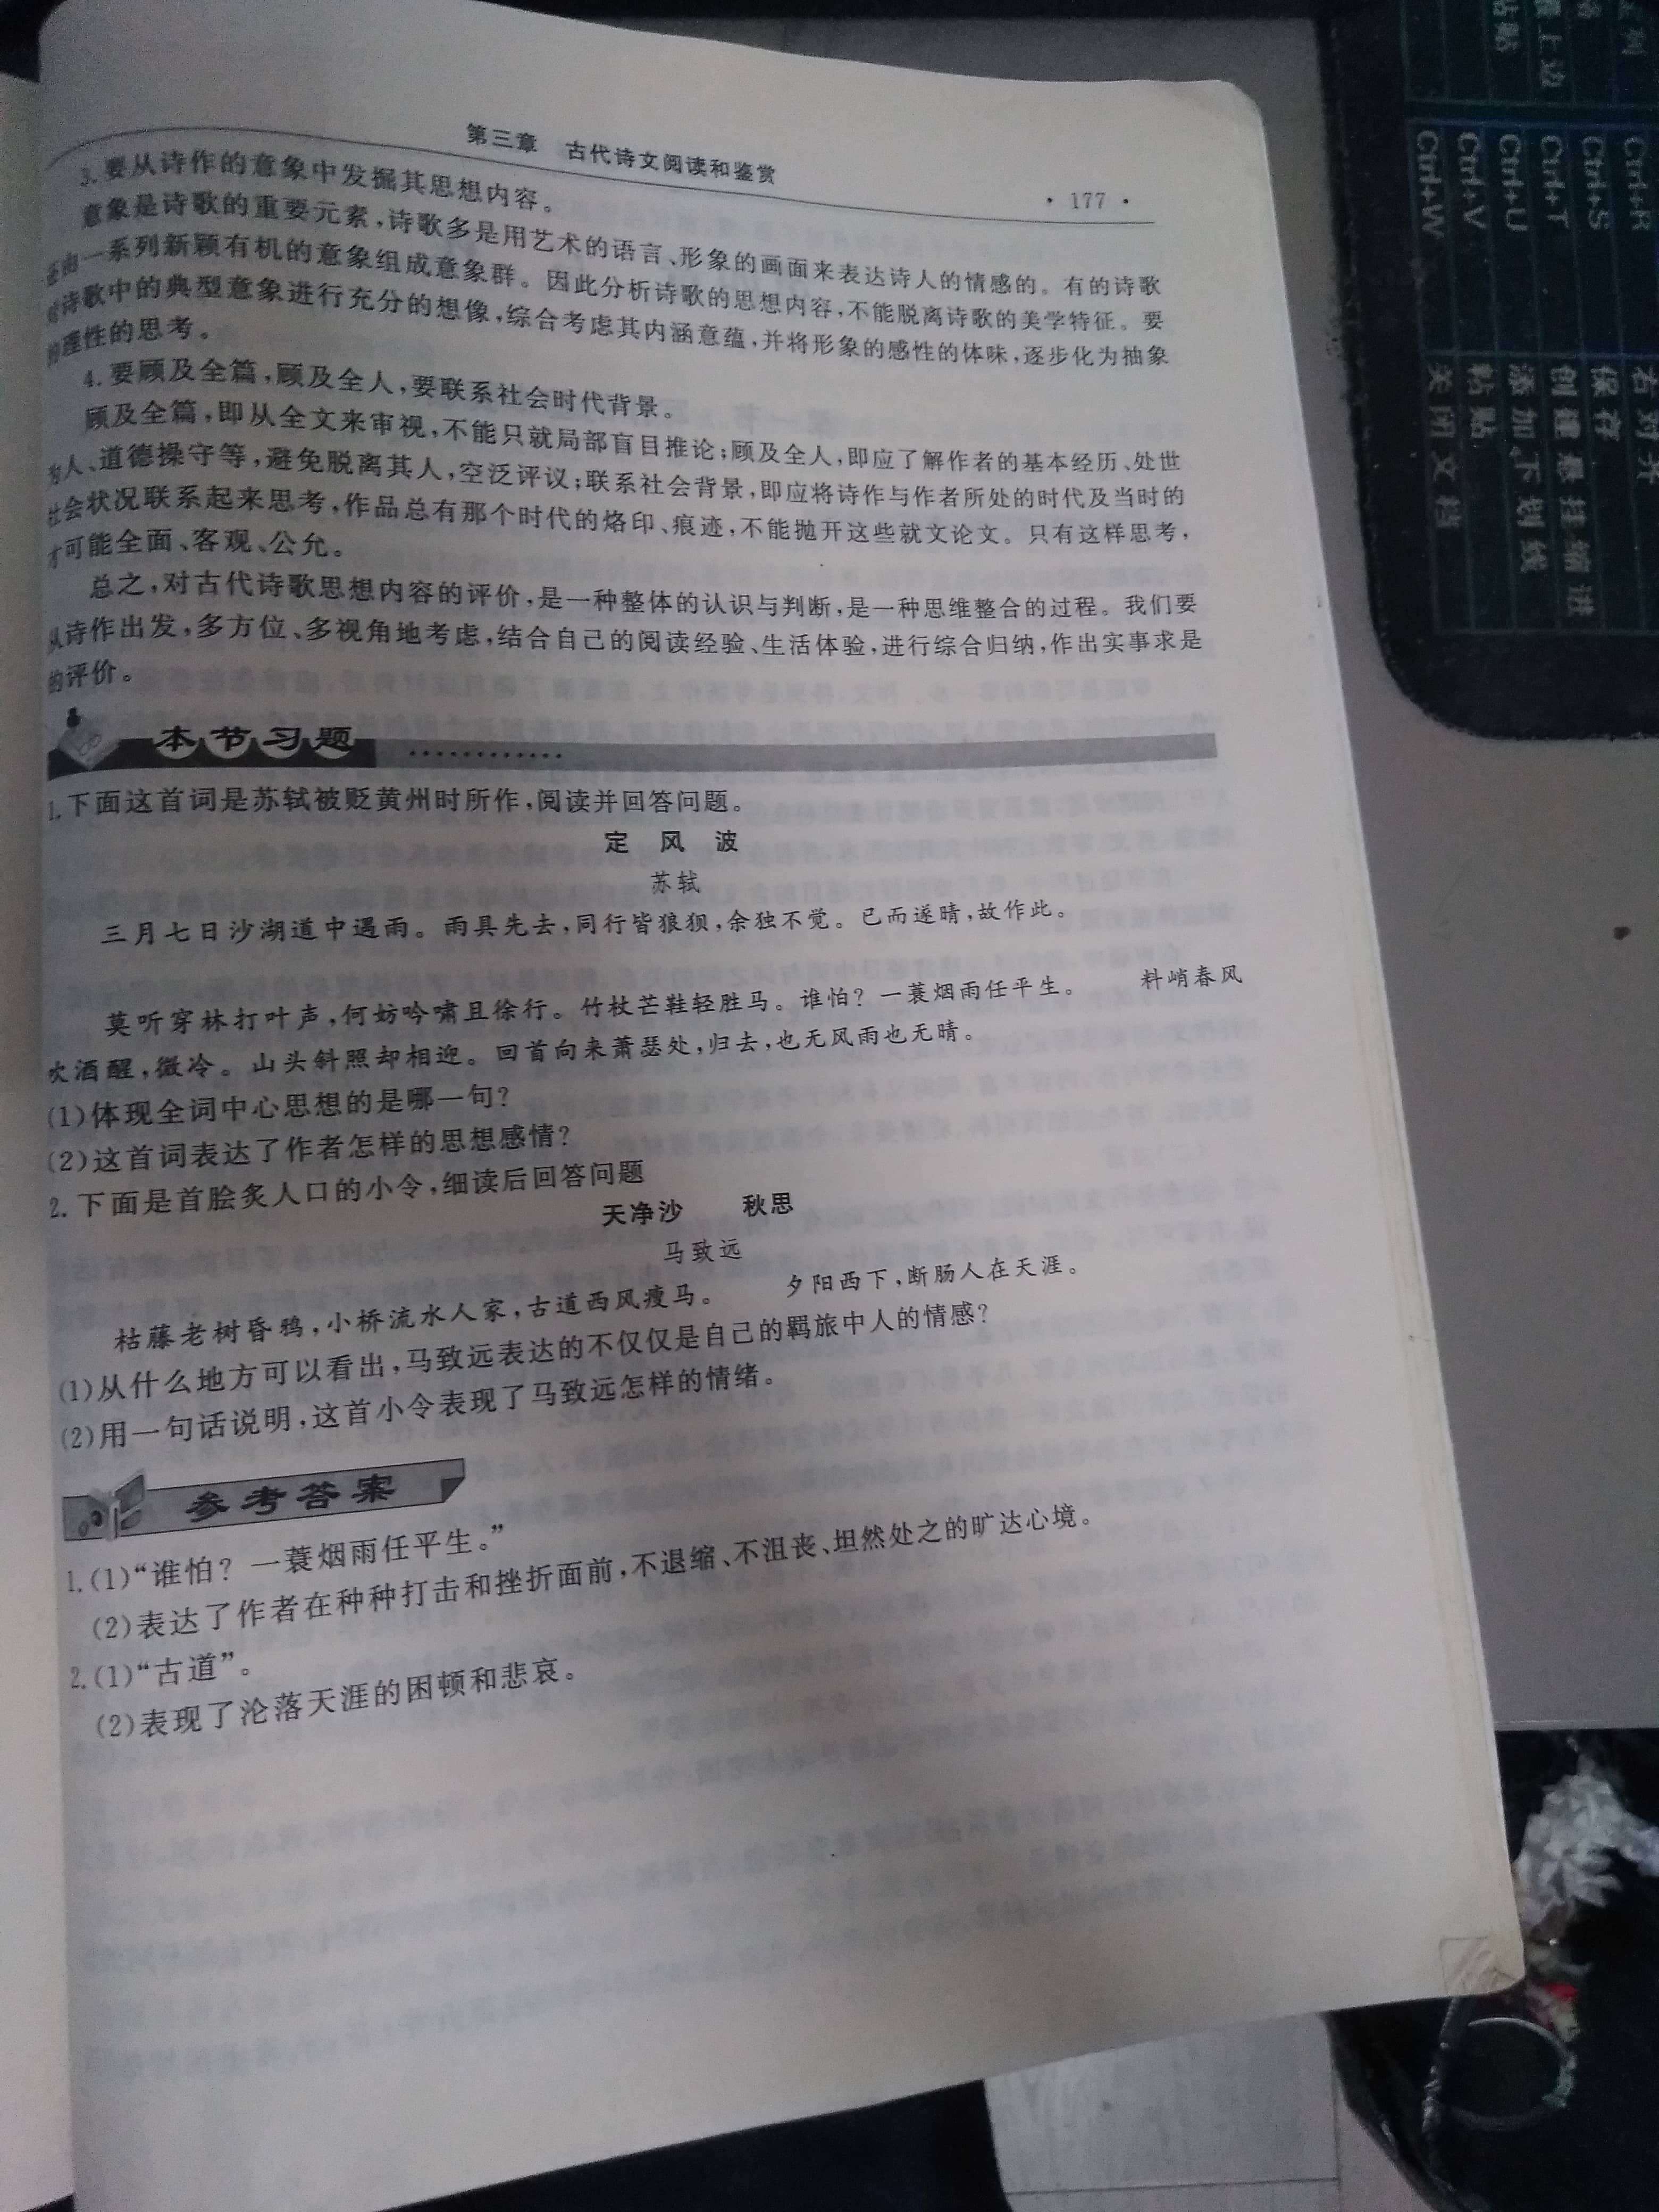 第三章 古代诗文阅读和鉴赏
· 177 ·
3.要从诗作的意象中发掘其思想内容。
意象是诗歌的重要元素,诗歌多是用艺术的语言、形象的画面来表达诗人的情感的。有的诗歌
由一系列新颖有机的意象组成意象群。因此分析诗歌的思想内容,不能脱离诗歌的美学特征。要
诗歌中的典型意象进行充分的想像,综合考虑其内涵意蕴,并将形象的感性的体味,逐步化为抽象
的理性的思考。
4.要顾及全篇,顾及全人,要联系社会时代背景。
顾及全篇,即从全文来审视,不能只就局部盲目推论;顾及全人,即应了解作者的基本经历、处世
为人、道德操守等,避免脱离其人,空泛评议;联系社会背景,即应将诗作与作者所处的时代及当时的
社会状况联系起来思考,作品总有那个时代的烙印、痕迹,不能抛开这些就文论文。只有这样思考,
才可能全面、客观、公允。
总之,对古代诗歌思想内容的评价,是一种整体的认识与判断,是一种思维整合的过程。我们要
从诗作出发,多方位、多视角地考虑,结合自己的阅读经验、生活体验,进行综合归纳,作出实事求是
的评价。
本节习题
1.下面这首词是苏轼被贬黄州时所作,阅读并回答问题。
定 风 波
苏轼
三月七日沙湖道中遇雨。雨具先去,同行皆狼狈,余独不觉。已而遂晴,故作此。
莫听穿林打叶声,何妨吟啸且徐行。竹杖芒鞋轻胜马。谁怕?一蓑烟雨任平生。 料峭春风
吹酒醒,微冷。山头斜照却相迎。回首向来萧瑟处,归去,也无风雨也无晴。
(1)体现全词中心思想的是哪一句?
(2)这首词表达了作者怎样的思想感情?
2.下面是首脍炙人口的小令,细读后回答问题
天净沙 秋思
马致远
枯藤老树昏鸦,小桥流水人家,古道西风瘦马。 夕阳西下,断肠人在天涯。
(1)从什么地方可以看出,马致远表达的不仅仅是自己的羁旅中人的情感?
(2)用一句话说明,这首小令表现了马致远怎样的情绪。
参考答案
1.(1)“谁怕?一蓑烟雨任平生。”
(2)表达了作者在种种打击和挫折面前,不退缩、不沮丧、坦然处之的旷达心境。
2.(1)“古道”。
(2)表现了沦落天涯的困顿和悲哀。
Ctrl+R 右对齐
Ctrl+S 保存
Ctrl+T 创建悬挂缩进
Ctrl+U 添加下划线
Ctrl+V 粘贴
Ctrl+W 关闭文档